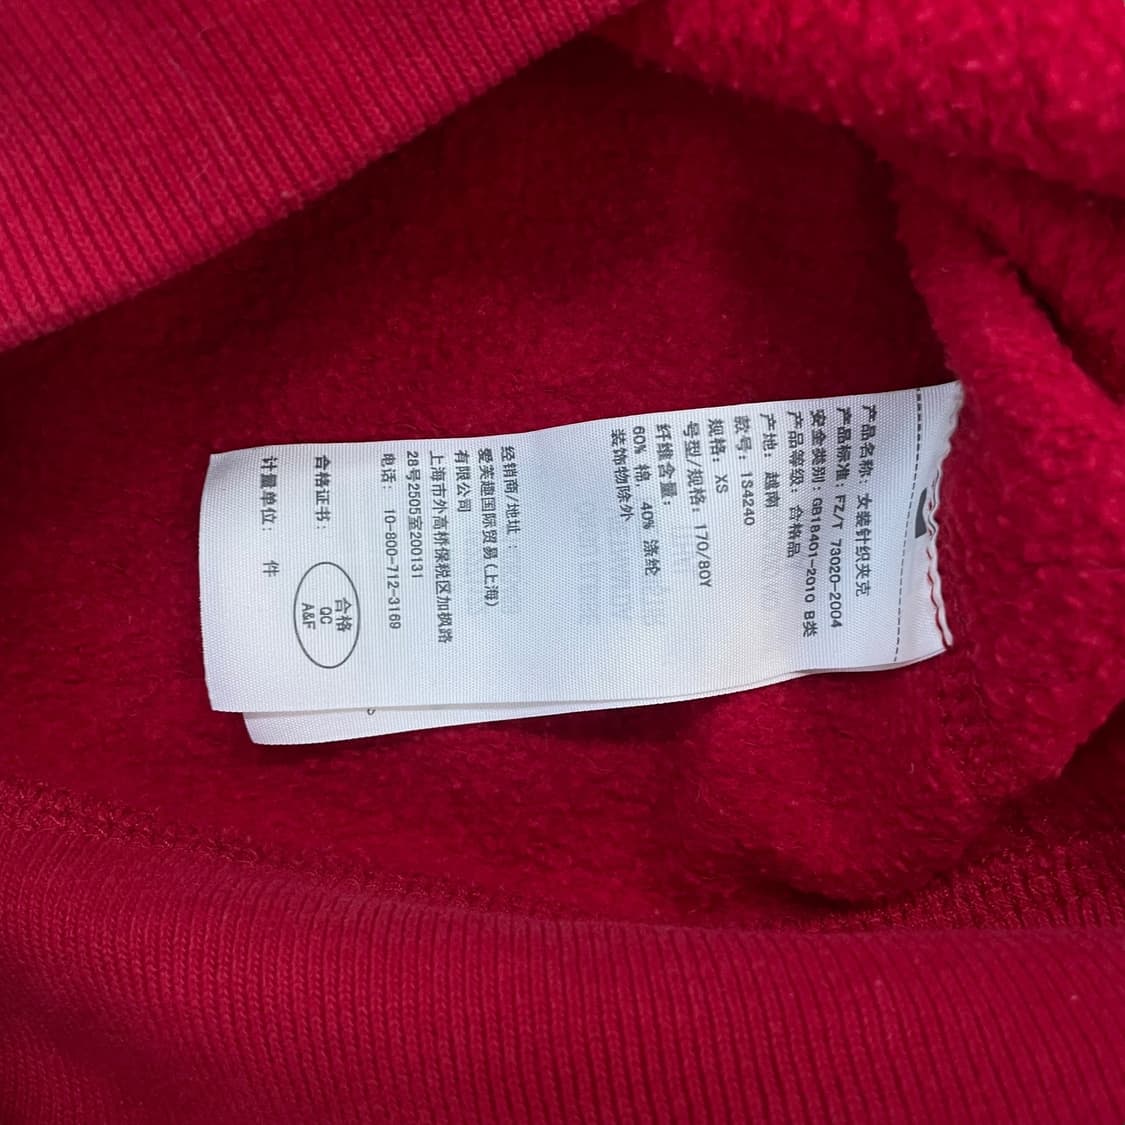 产品名称: 女装针织夹克
产品标准: FZ/T 73020-2004
安全类别: GB18401-2010 B类
产品等级: 合格品
产地: 越南
款号: 1S4240
规格: XS
号型/规格: 170/80Y
纤维含量:
60% 棉, 40% 涤纶
装饰物除外
经销商/地址:
爱芙趣国际贸易(上海)
有限公司
上海市外高桥保税区加枫路
28号2505室200131
电话: 10-800-712-3169
合格证书:
合格
QC
A&F
计量单位: 件